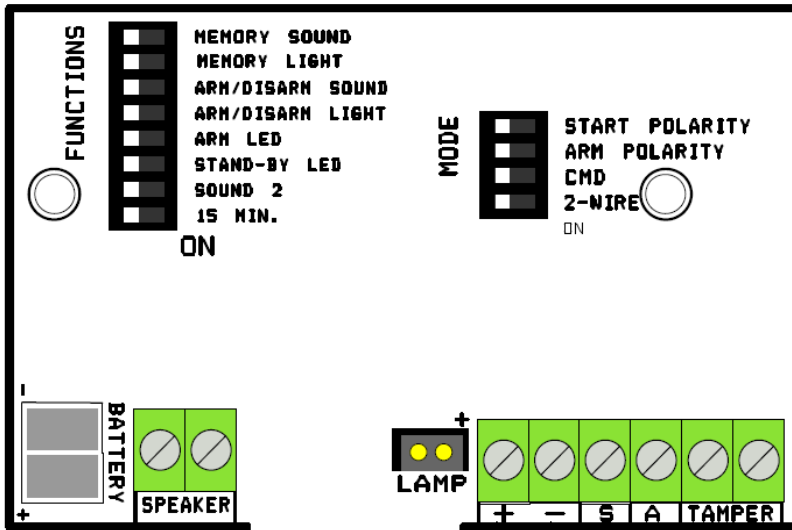 FUNCTIONS
MEMORY SOUND
MEMORY LIGHT
ARM/DISARM SOUND
ARM/DISARM LIGHT
ARM LED
STAND-BY LED
SOUND 2
15 MIN.
ON
MODE
START POLARITY
ARM POLARITY
CMD
2-WIRE
ON
-
BATTERY
+
SPEAKER
+
LAMP
+ - S A TAMPER